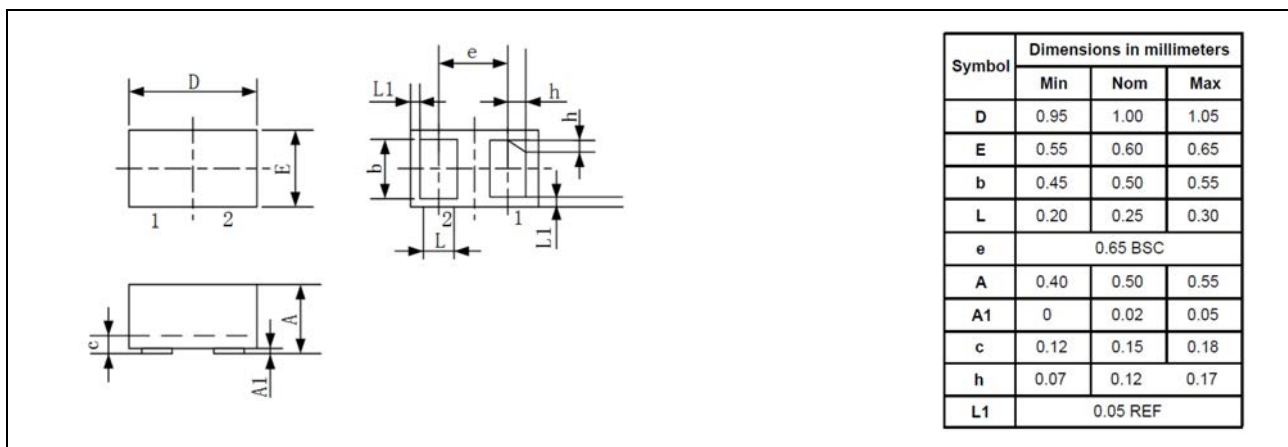 D
E
1 2
e
L1
h
h
b
2 1
L
L1
A
c
A1
Symbol Dimensions in millimeters
Min Nom Max
D 0.95 1.00 1.05
E 0.55 0.60 0.65
b 0.45 0.50 0.55
L 0.20 0.25 0.30
e 0.65 BSC
A 0.40 0.50 0.55
A1 0 0.02 0.05
c 0.12 0.15 0.18
h 0.07 0.12 0.17
L1 0.05 REF